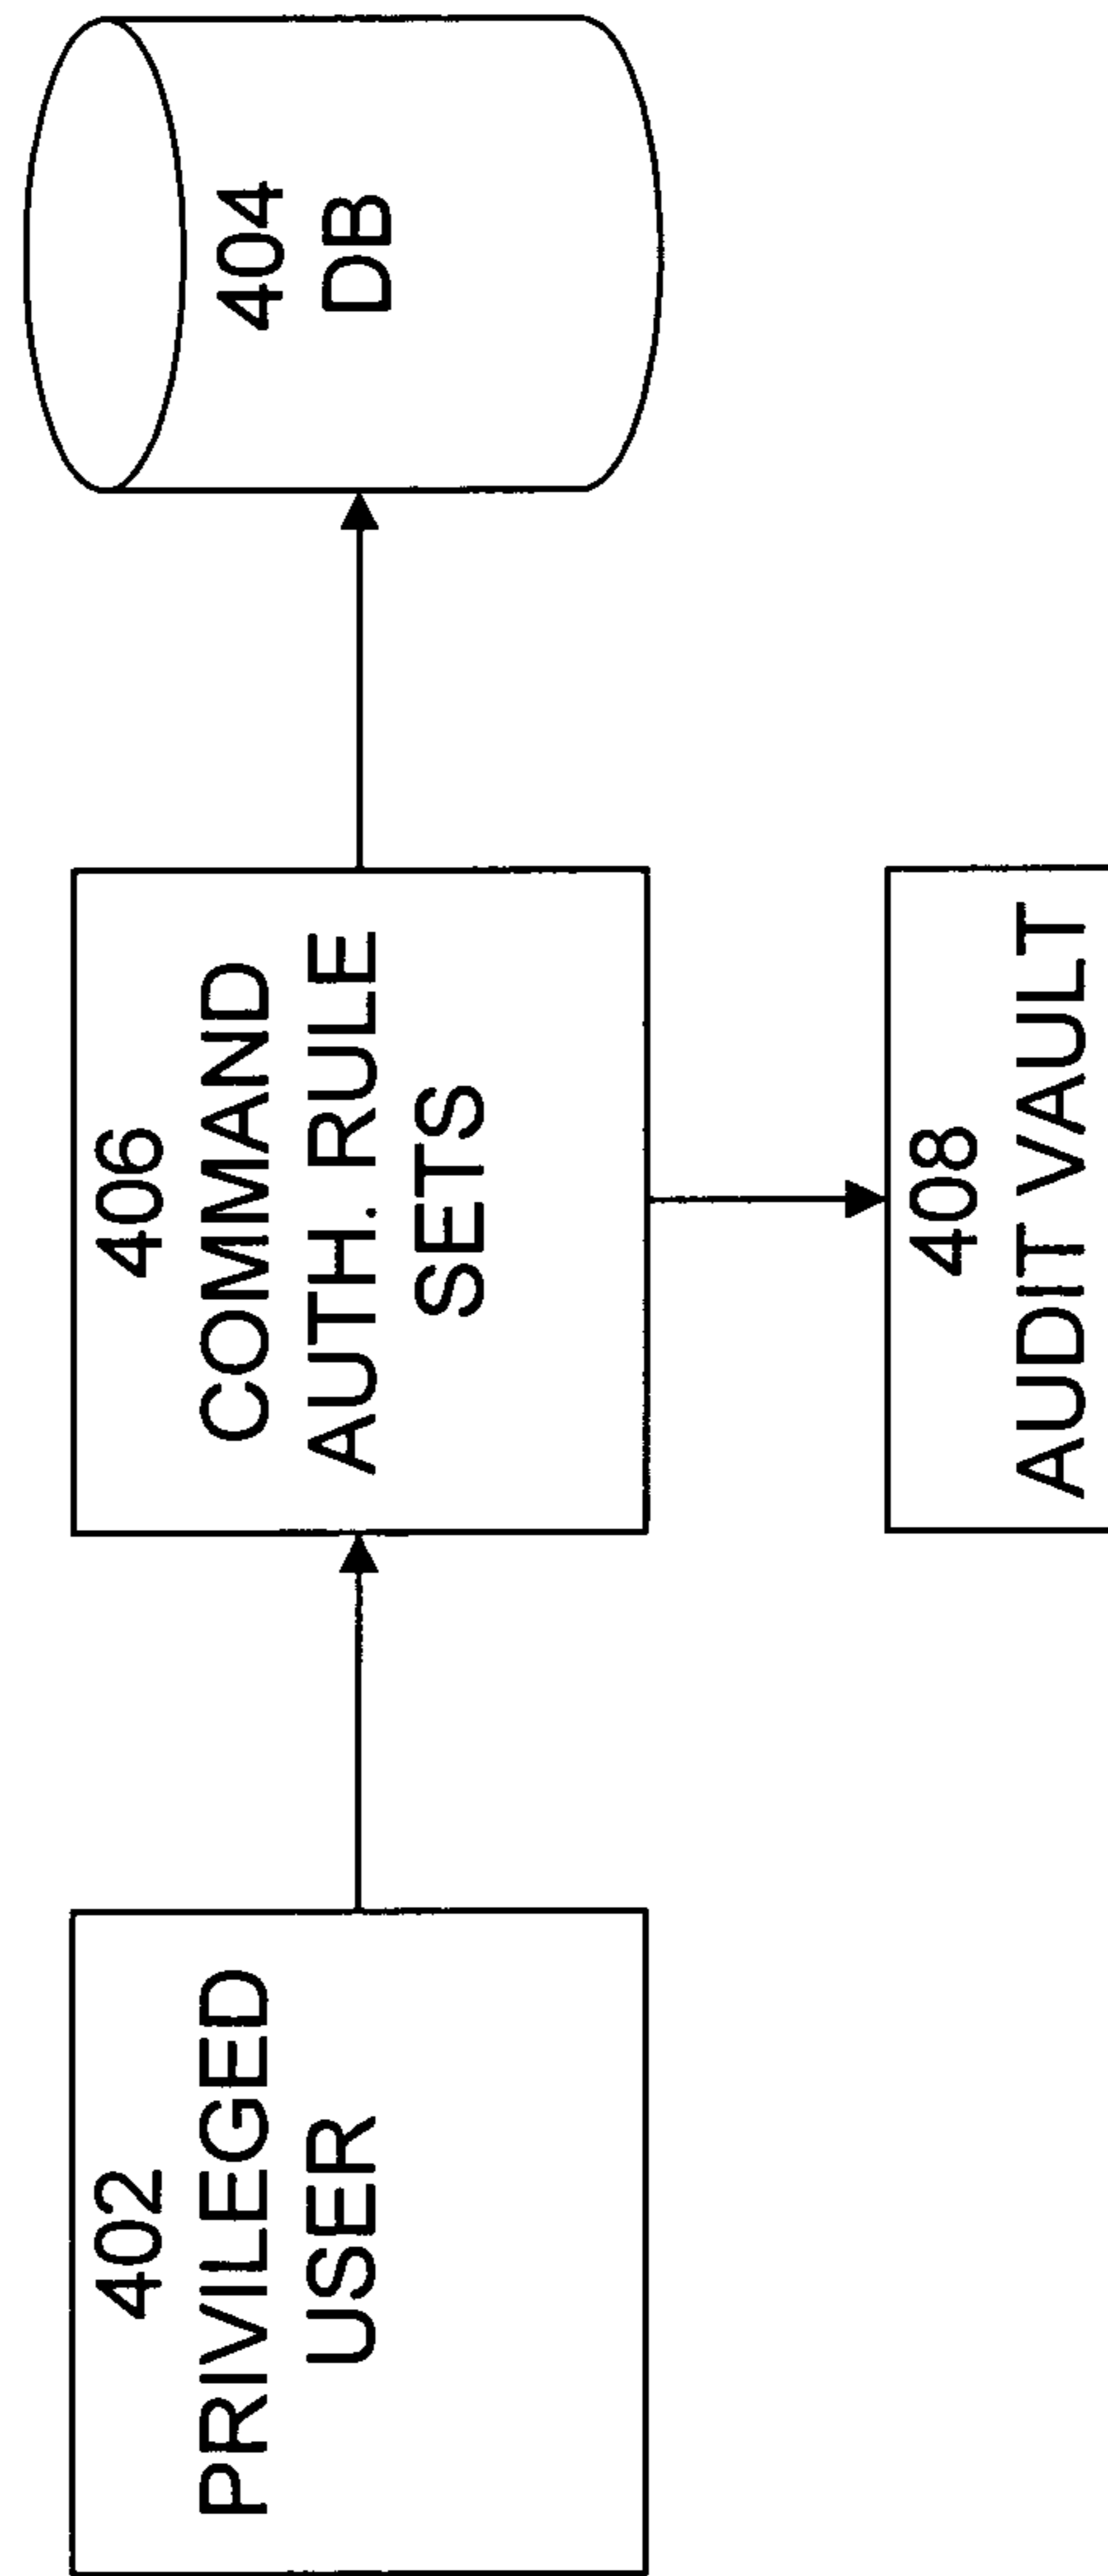 402
PRIVILEGED
USER
406
COMMAND
AUTH. RULE
SETS
404
DB
408
AUDIT VAULT